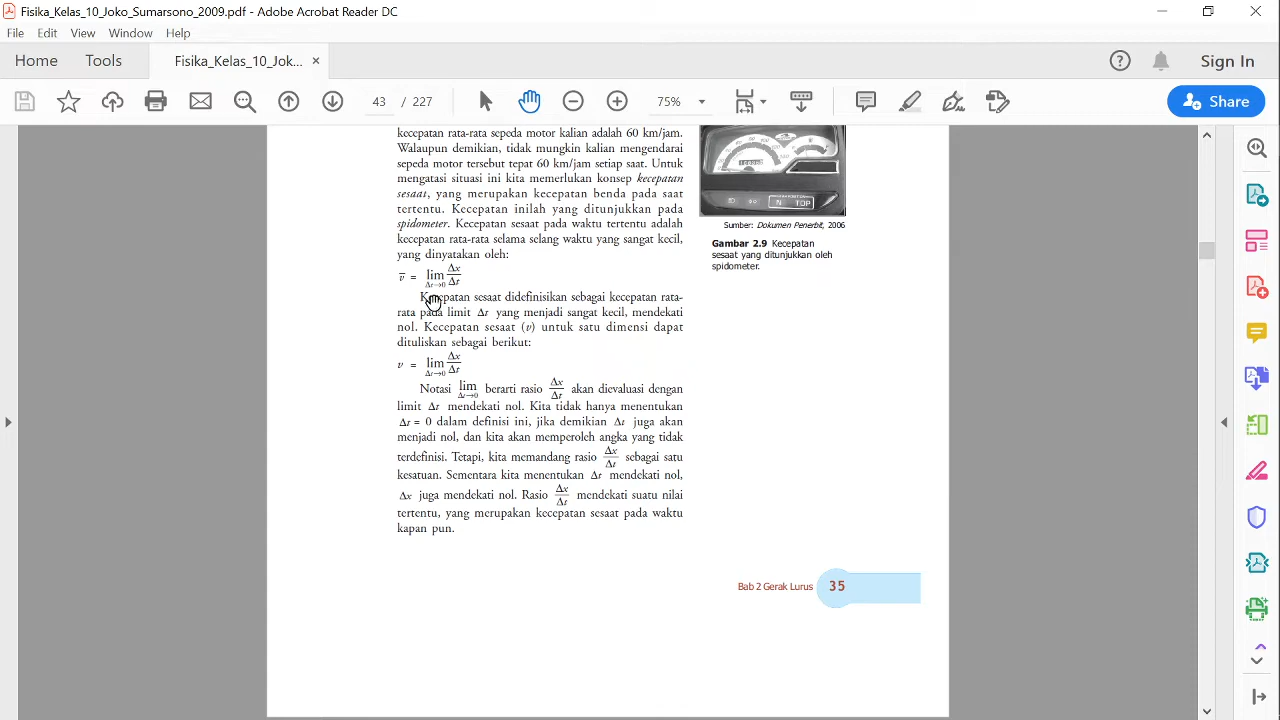 Fisika_Kelas_10_Joko_Sumarsono_2009.pdf - Adobe Acrobat Reader DC
File Edit View Window Help
Home Tools Fisika_Kelas_10_Jok... × Sign In
43 / 227 75% Share
kecepatan rata-rata sepeda motor kalian adalah 60 km/jam.
Walaupun demikian, tidak mungkin kalian mengendarai
sepeda motor tersebut tepat 60 km/jam setiap saat. Untuk
mengatasi situasi ini kita memerlukan konsep kecepatan
sesaat, yang merupakan kecepatan benda pada saat
tertentu. Kecepatan inilah yang ditunjukkan pada
spidometer. Kecepatan sesaat pada waktu tertentu adalah
kecepatan rata-rata selama selang waktu yang sangat kecil,
yang dinyatakan oleh:
v̅ = lim Δt→0 Δx/Δt
Kecepatan sesaat didefinisikan sebagai kecepatan rata-
rata pada limit Δt yang menjadi sangat kecil, mendekati
nol. Kecepatan sesaat (v) untuk satu dimensi dapat
dituliskan sebagai berikut:
v = lim Δt→0 Δx/Δt
Notasi lim Δt→0 berarti rasio Δx/Δt akan dievaluasi dengan
limit Δt mendekati nol. Kita tidak hanya menentukan
Δt = 0 dalam definisi ini, jika demikian Δt juga akan
menjadi nol, dan kita akan memperoleh angka yang tidak
terdefinisi. Tetapi, kita memandang rasio Δx/Δt sebagai satu
kesatuan. Sementara kita menentukan Δt mendekati nol,
Δx juga mendekati nol. Rasio Δx/Δt mendekati suatu nilai
tertentu, yang merupakan kecepatan sesaat pada waktu
kapan pun.
N TOP
Sumber: Dokumen Penerbit, 2006
Gambar 2.9 Kecepatan
sesaat yang ditunjukkan oleh
spidometer.
Bab 2 Gerak Lurus 35